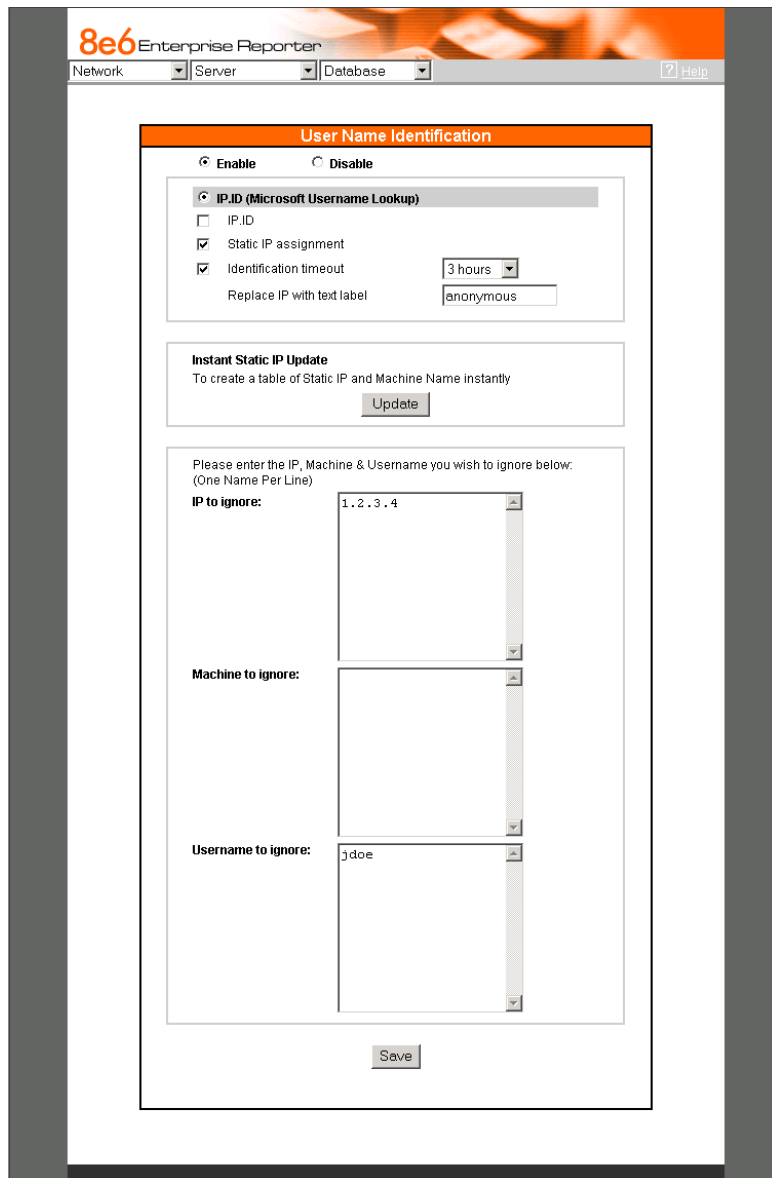 8e6 Enterprise Reporter
Network Server Database ? Help
User Name Identification
Enable Disable
IP.ID (Microsoft Username Lookup)
IP.ID
Static IP assignment
Identification timeout 3 hours
Replace IP with text label anonymous
Instant Static IP Update
To create a table of Static IP and Machine Name instantly
Update
Please enter the IP, Machine & Username you wish to ignore below:
(One Name Per Line)
IP to ignore: 1.2.3.4
Machine to ignore:
Username to ignore: jdoe
Save